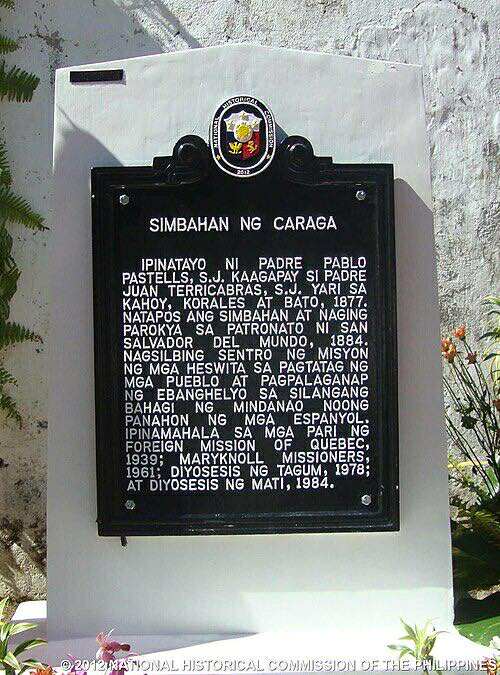 NATIONAL HISTORICAL COMMISSION
2012
SIMBAHAN NG CARAGA
IPINATAYO NI PADRE PABLO
PASTELLS, S.J. KAAGAPAY SI PADRE
JUAN TERRICABRAS, S.J. YARI SA
KAHOY, KORALES AT BATO, 1877.
NATAPOS ANG SIMBAHAN AT NAGING
PAROKYA SA PATRONATO NI SAN
SALVADOR DEL MUNDO, 1884.
NAGSILBING SENTRO NG MISYON
NG MGA HESWITA SA PAGTATAG NG
MGA PUEBLO AT PAGPALAGANAP
NG EBANGHELYO SA SILANGANG
BAHAGI NG MINDANAO NOONG
PANAHON NG MGA ESPANYOL.
IPINAMAHALA SA MGA PARI NG
FOREIGN MISSION OF QUEBEC,
1939; MARYKNOLL MISSIONERS,
1961; DIYOSESIS NG TAGUM, 1978;
AT DIYOSESIS NG MATI, 1984.
© 2012 NATIONAL HISTORICAL COMMISSION OF THE PHILIPPINES